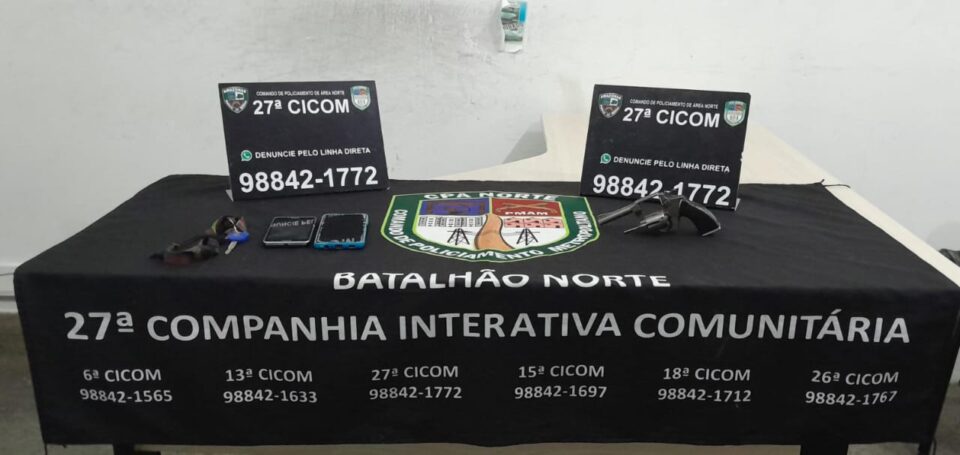 COMANDO DE POLICIAMENTO DE ÁREA NORTE
27ª CICOM
DENUNCIE PELO LINHA DIRETA
98842-1772
COMANDO DE POLICIAMENTO DE ÁREA NORTE
27ª CICOM
DENUNCIE PELO LINHA DIRETA
98842-1772
CPA NORTE
PMAM
COMANDO DE POLICIAMENTO METROPOLITANO
BATALHÃO NORTE
27ª COMPANHIA INTERATIVA COMUNITÁRIA
6ª CICOM
98842-1565
13ª CICOM
98842-1633
27ª CICOM
98842-1772
15ª CICOM
98842-1697
18ª CICOM
98842-1712
26ª CICOM
98842-1767